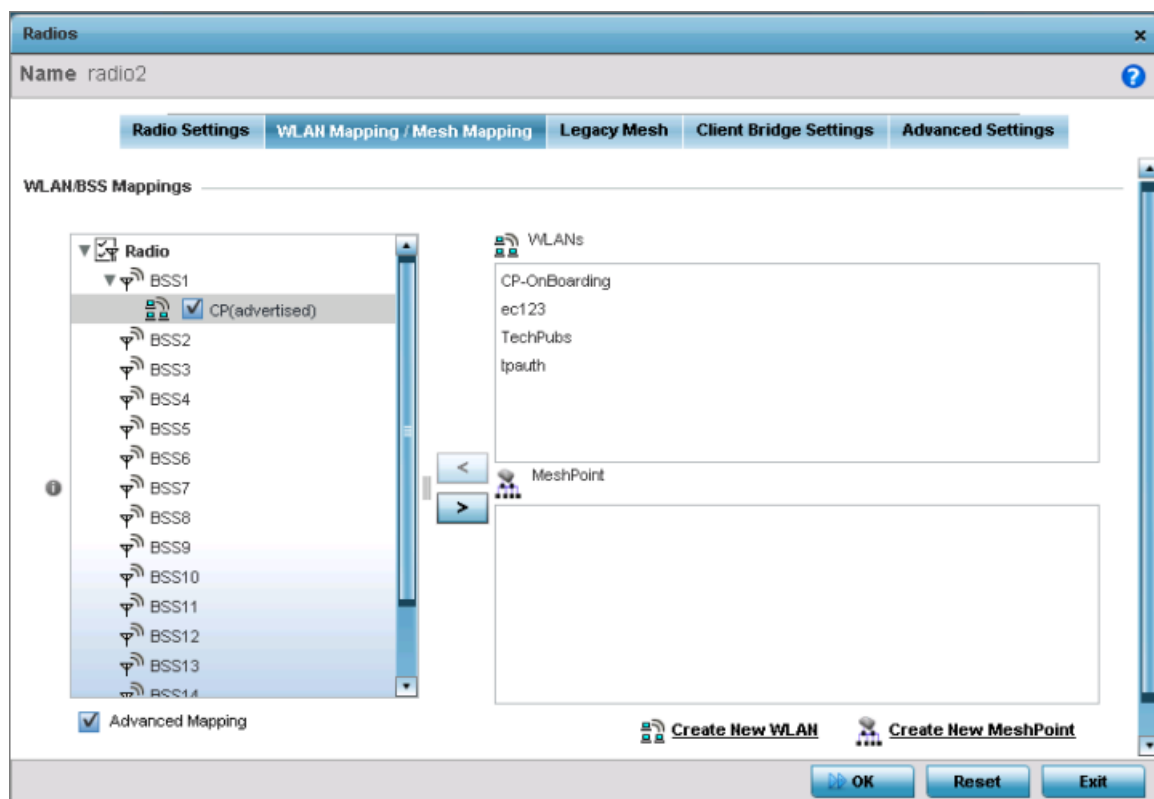 Radios
Name radio2
Radio Settings
WLAN Mapping / Mesh Mapping
Legacy Mesh
Client Bridge Settings
Advanced Settings
WLAN/BSS Mappings
Radio
BSS1
CP(advertised)
BSS2
BSS3
BSS4
BSS5
BSS6
BSS7
BSS8
BSS9
BSS10
BSS11
BSS12
BSS13
BSS14
Advanced Mapping
<
>
WLANs
CP-OnBoarding
ec123
TechPubs
tpauth
MeshPoint
Create New WLAN
Create New MeshPoint
OK
Reset
Exit